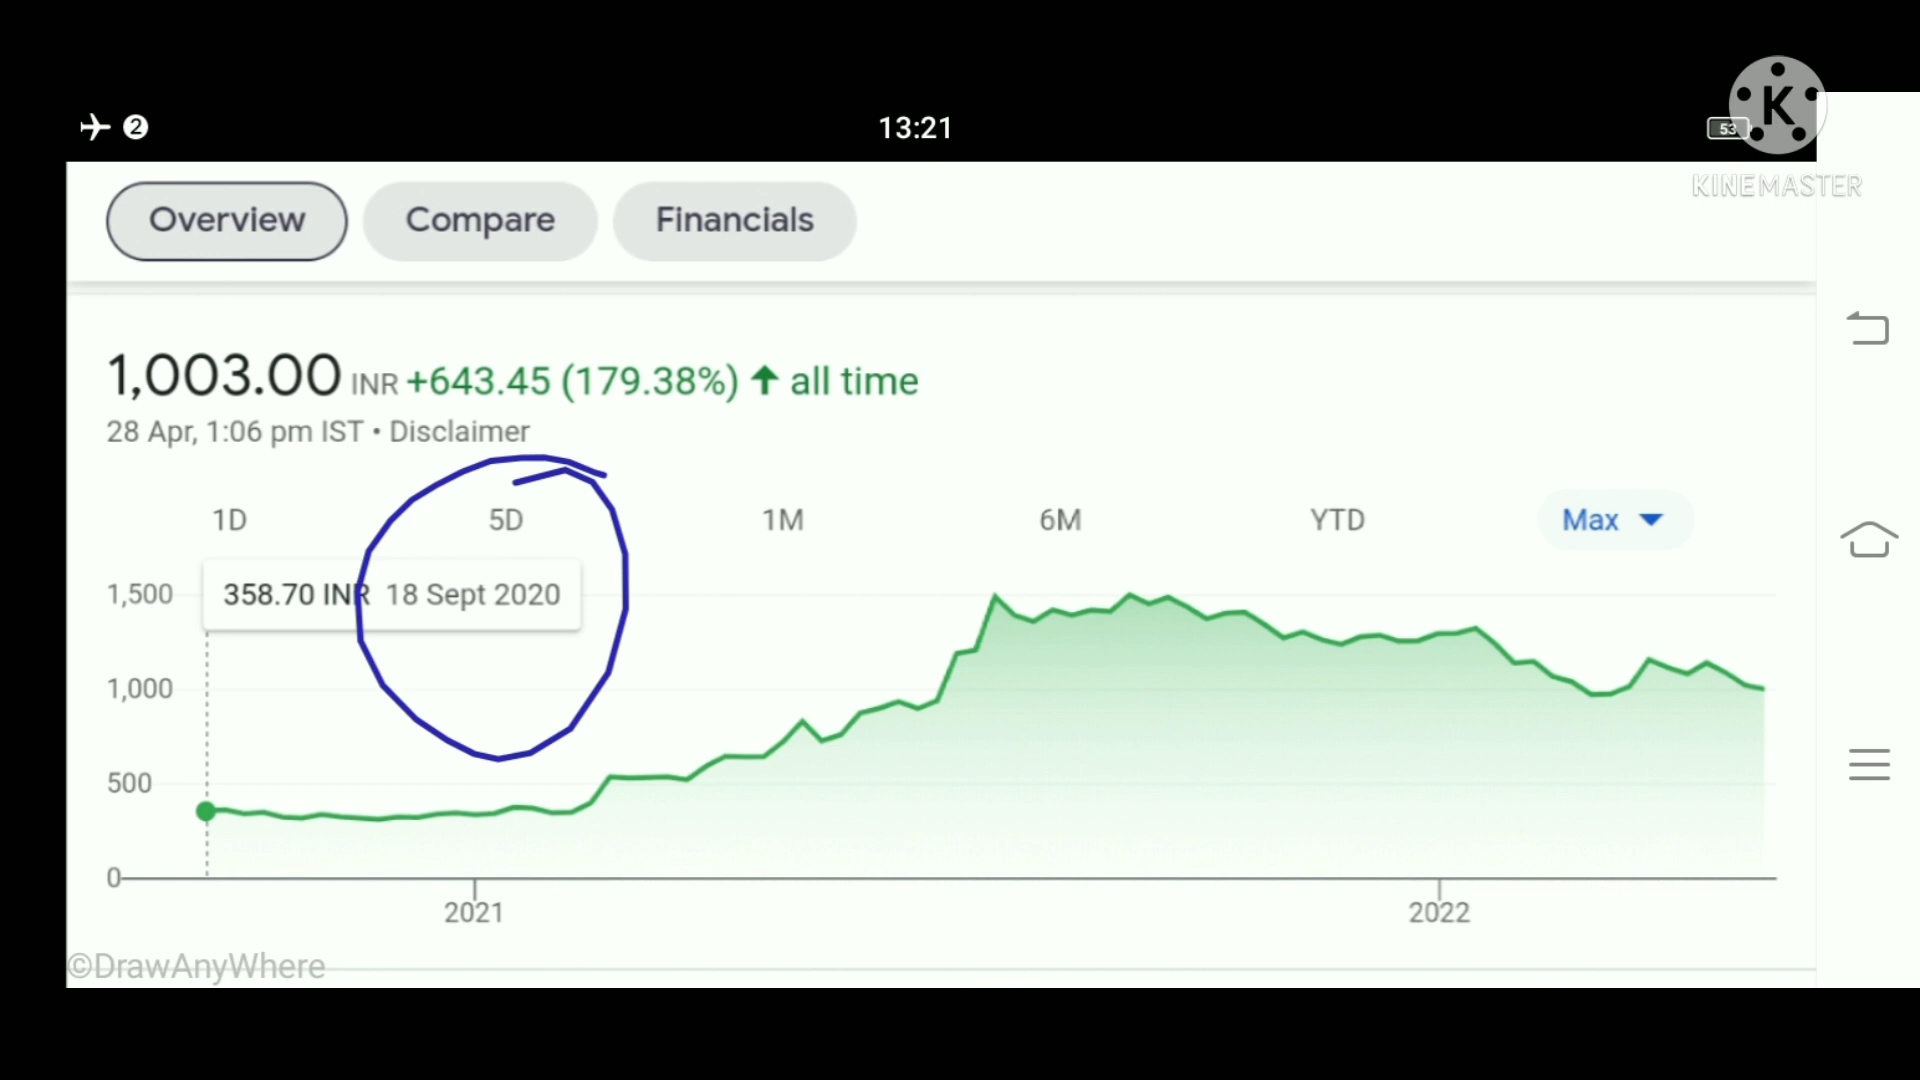 2 13:21 53
K
KINEMASTER
Overview Compare Financials
1,003.00 INR +643.45 (179.38%) all time
28 Apr, 1:06 pm IST • Disclaimer
1D 5D 1M 6M YTD Max
358.70 INR 18 Sept 2020
1,500
1,000
500
0
2021 2022
©DrawAnyWhere